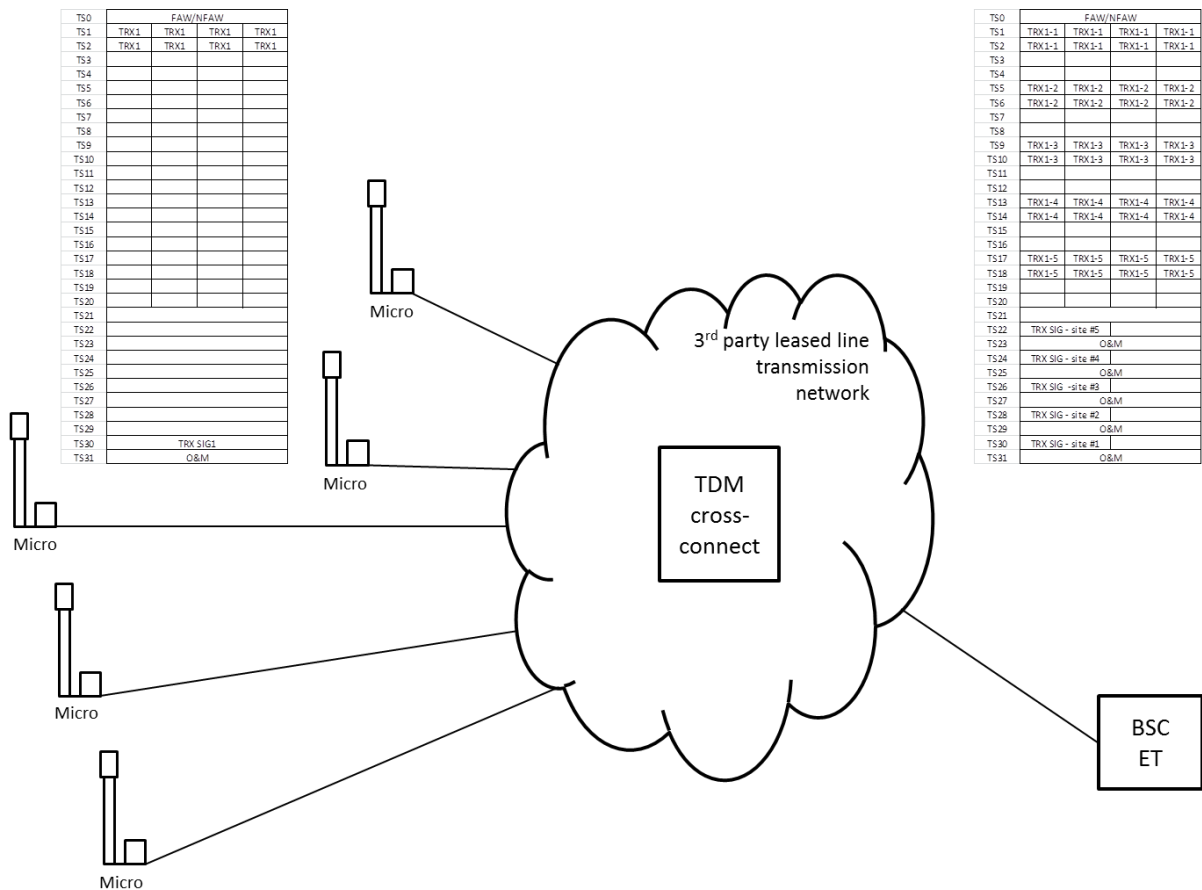 TS0 FAW/NFAW
TS1 TRX1 TRX1 TRX1 TRX1
TS2 TRX1 TRX1 TRX1 TRX1
TS3
TS4
TS5
TS6
TS7
TS8
TS9
TS10
TS11
TS12
TS13
TS14
TS15
TS16
TS17
TS18
TS19
TS20
TS21
TS22
TS23
TS24
TS25
TS26
TS27
TS28
TS29
TS30 TRX SIG1
TS31 O&M
TS0 FAW/NFAW
TS1 TRX1-1 TRX1-1 TRX1-1 TRX1-1
TS2 TRX1-1 TRX1-1 TRX1-1 TRX1-1
TS3
TS4
TS5 TRX1-2 TRX1-2 TRX1-2 TRX1-2
TS6 TRX1-2 TRX1-2 TRX1-2 TRX1-2
TS7
TS8
TS9 TRX1-3 TRX1-3 TRX1-3 TRX1-3
TS10 TRX1-3 TRX1-3 TRX1-3 TRX1-3
TS11
TS12
TS13 TRX1-4 TRX1-4 TRX1-4 TRX1-4
TS14 TRX1-4 TRX1-4 TRX1-4 TRX1-4
TS15
TS16
TS17 TRX1-5 TRX1-5 TRX1-5 TRX1-5
TS18 TRX1-5 TRX1-5 TRX1-5 TRX1-5
TS19
TS20
TS21
TS22 TRX SIG - site #5
TS23 O&M
TS24 TRX SIG - site #4
TS25 O&M
TS26 TRX SIG -site #3
TS27 O&M
TS28 TRX SIG - site #2
TS29 O&M
TS30 TRX SIG - site #1
TS31 O&M
Micro
Micro
Micro
Micro
Micro
3rd party leased line
transmission
network
TDM
cross-
connect
BSC
ET